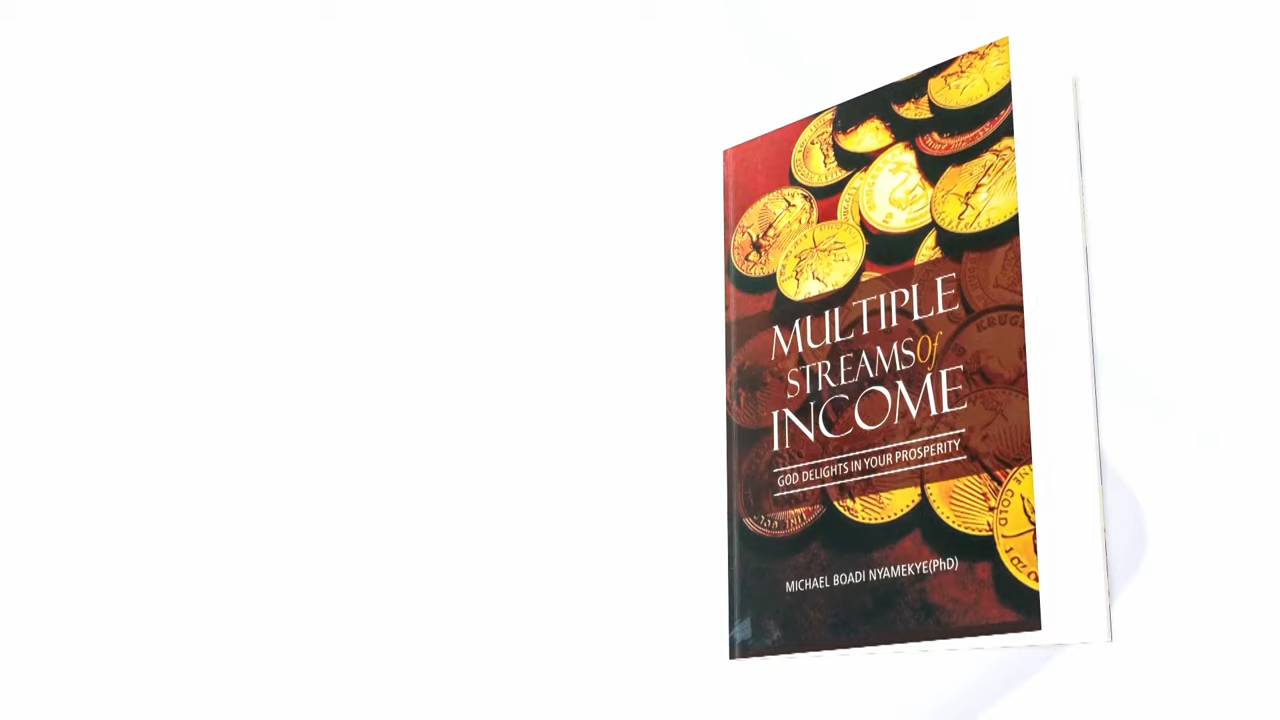 MULTIPLE
STREAMS Of
INCOME
GOD DELIGHTS IN YOUR PROSPERITY
MICHAEL BOADI NYAMEKYE(PhD)